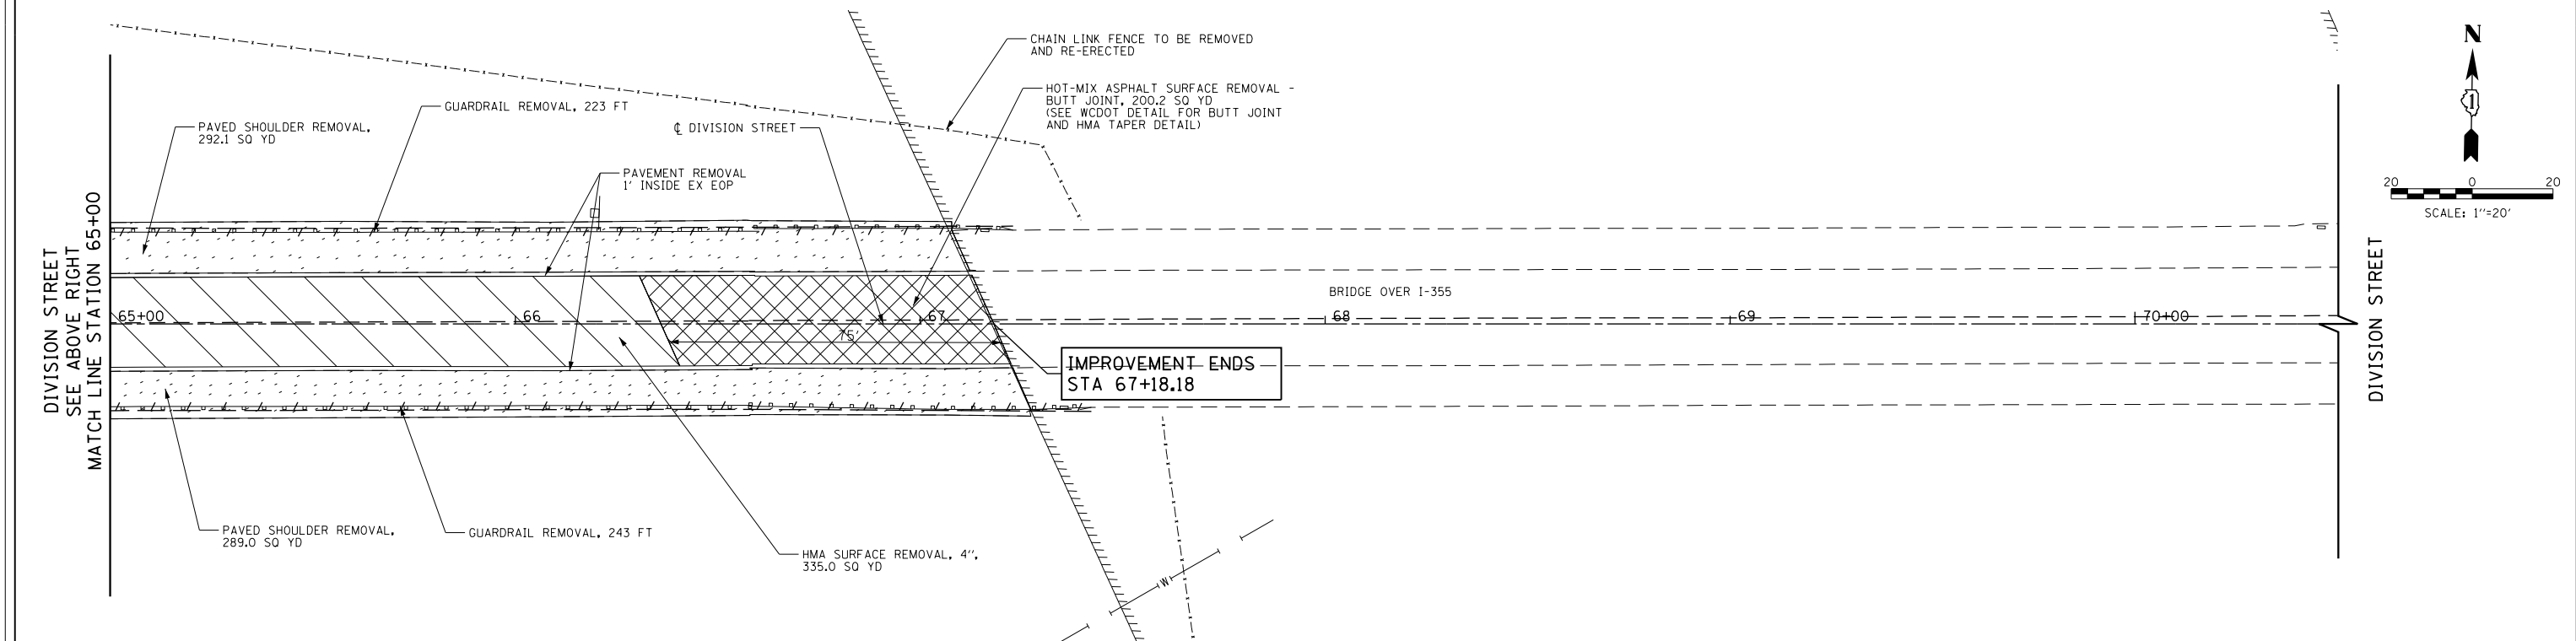 CHAIN LINK FENCE TO BE REMOVED
AND RE-ERECTED
HOT-MIX ASPHALT SURFACE REMOVAL -
BUTT JOINT, 200.2 SQ YD
(SEE WCDOT DETAIL FOR BUTT JOINT
AND HMA TAPER DETAIL)
GUARDRAIL REMOVAL, 223 FT
PAVED SHOULDER REMOVAL,
292.1 SQ YD
℄ DIVISION STREET
PAVEMENT REMOVAL
1' INSIDE EX EOP
N
1
20 0 20
SCALE: 1''=20'
DIVISION STREET
SEE ABOVE RIGHT
MATCH LINE STATION 65+00
BRIDGE OVER I-355
65+00 66 67 68 69 70+00
75'
IMPROVEMENT ENDS
STA 67+18.18
DIVISION STREET
PAVED SHOULDER REMOVAL,
289.0 SQ YD
GUARDRAIL REMOVAL, 243 FT
HMA SURFACE REMOVAL, 4'',
335.0 SQ YD
W